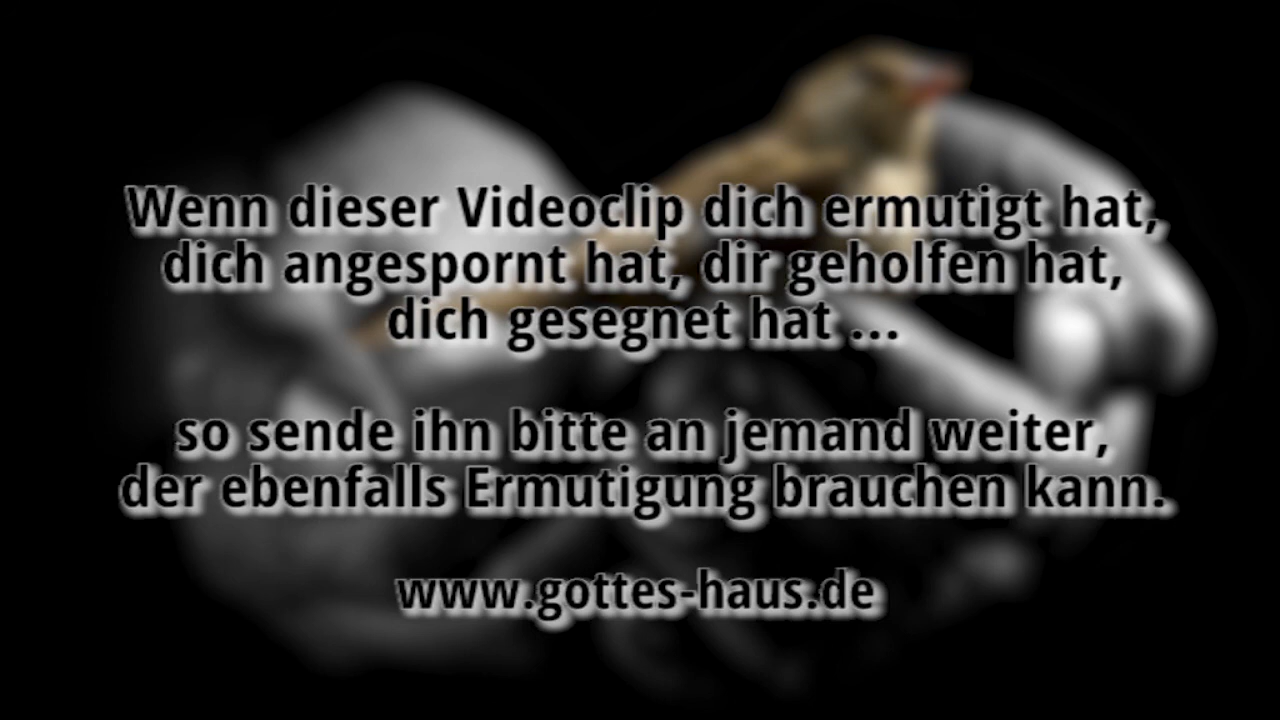 Wenn dieser Videoclip dich ermutigt hat,
dich angespornt hat, dir geholfen hat,
dich gesegnet hat ...
so sende ihn bitte an jemand weiter,
der ebenfalls Ermutigung brauchen kann.
www.gottes-haus.de